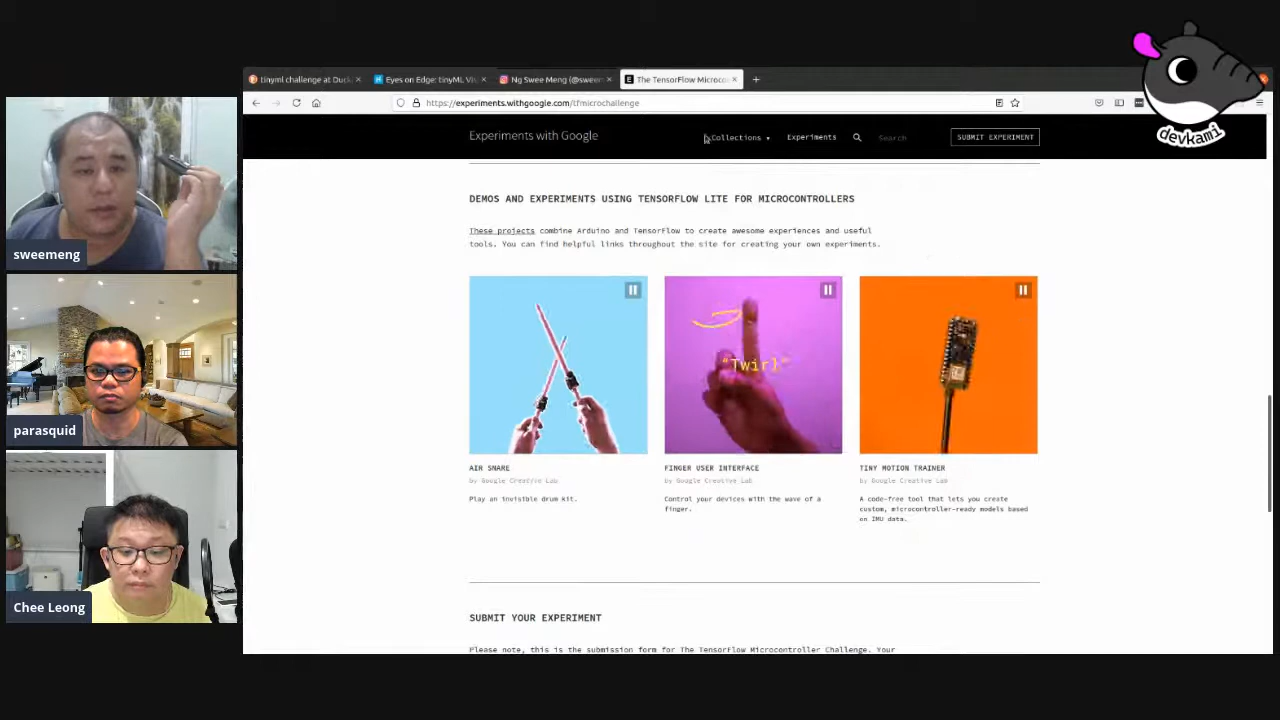 tinyml challenge at Duck
Eyes on Edge: tinyML Vi
Ng Swee Meng (@sween
The TensorFlow Microco
https://experiments.withgoogle.com/tfmicrochallenge
Experiments with Google
Collections
Experiments
Search
SUBMIT EXPERIMENT
devkami
sweemeng
parasquid
Chee Leong
DEMOS AND EXPERIMENTS USING TENSORFLOW LITE FOR MICROCONTROLLERS
These projects combine Arduino and TensorFlow to create awesome experiences and useful
tools. You can find helpful links throughout the site for creating your own experiments.
"Twirl"
AIR SNARE
by Google Creative Lab
Play an invisible drum kit.
FINGER USER INTERFACE
by Google Creative Lab
Control your devices with the wave of a
finger.
TINY MOTION TRAINER
by Google Creative Lab
A code-free tool that lets you create
custom, microcontroller-ready models based
on IMU data.
SUBMIT YOUR EXPERIMENT
Please note, this is the submission form for The TensorFlow Microcontroller Challenge. Your